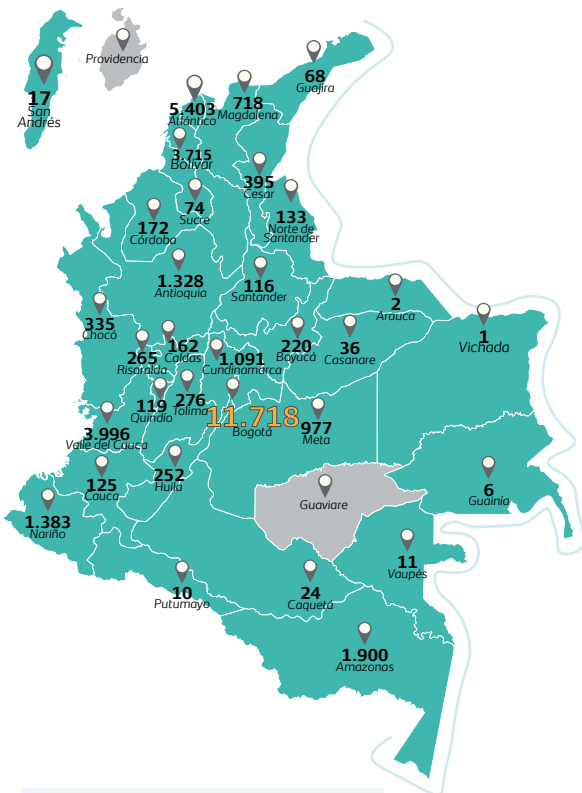 Providencia
17
San
Andrés
68
Guajira
5.403
Atlántico
718
Magdalena
3.715
Bolívar
395
Cesar
74
Sucre
133
Norte de
Santander
172
Córdoba
1.328
Antioquia
116
Santander
2
Arauca
335
Chocó
162
Caldas
220
Boyacá
36
Casanare
1
Vichada
265
Risaralda
1.091
Cundinamarca
119
Quindío
276
Tolima
11.718
Bogotá
977
Meta
3.996
Valle del Cauca
125
Cauca
252
Huila
Guaviare
6
Guainía
1.383
Nariño
10
Putumayo
24
Caquetá
11
Vaupés
1.900
Amazonas